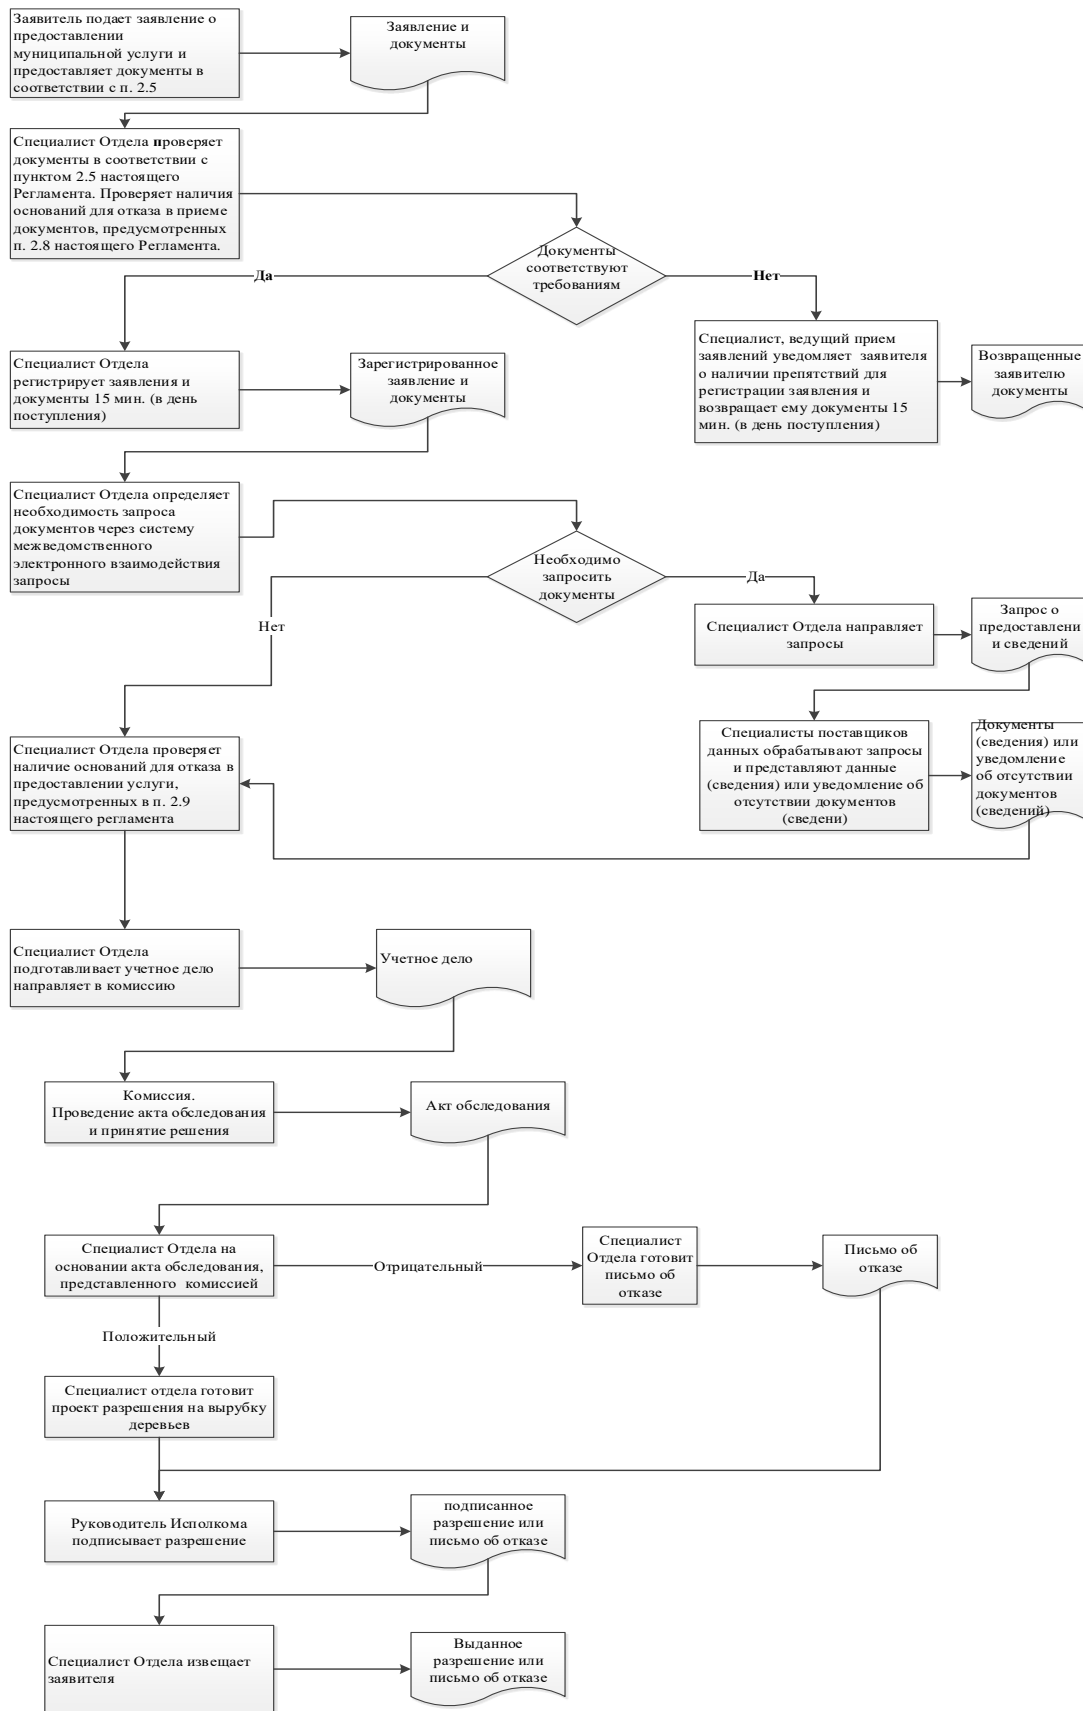 Заявитель подает заявление о
предоставлении
муниципальной услуги и
предоставляет документы в
соответствии с п. 2.5
Заявление и
документы
Специалист Отдела проверяет
документы в соответствии с
пунктом 2.5 настоящего
Регламента. Проверяет наличия
оснований для отказа в приеме
документов, предусмотренных
п. 2.8 настоящего Регламента.
Документы
соответствуют
требованиям
Да
Нет
Специалист Отдела
регистрирует заявления и
документы 15 мин. (в день
поступления)
Зарегистрированное
заявление и
документы
Специалист, ведущий прием
заявлений уведомляет заявителя
о наличии препятствий для
регистрации заявления и
возвращает ему документы 15
мин. (в день поступления)
Возвращенные
заявителю
документы
Специалист Отдела определяет
необходимость запроса
документов через систему
межведомственного
электронного взаимодействия
запросы
Необходимо
запросить
документы
Да
Нет
Специалист Отдела направляет
запросы
Запрос о
предоставлени
и сведений
Специалист Отдела проверяет
наличие оснований для отказа в
предоставлении услуги,
предусмотренных в п. 2.9
настоящего регламента
Специалисты поставщиков
данных обрабатывают запросы
и представляют данные
(сведения) или уведомление об
отсутствии документов
(сведени)
Документы
(сведения) или
уведомление
об отсутствии
документов
(сведений)
Специалист Отдела
подготавливает учетное дело
направляет в комиссию
Учетное дело
Комиссия.
Проведение акта обследования
и принятие решения
Акт обследования
Специалист Отдела на
основании акта обследования,
представленного комиссией
Отрицательный
Специалист
Отдела готовит
письмо об
отказе
Письмо об
отказе
Положительный
Специалист отдела готовит
проект разрешения на вырубку
деревьев
Руководитель Исполкома
подписывает разрешение
подписанное
разрешение или
письмо об отказе
Специалист Отдела извещает
заявителя
Выданное
разрешение или
письмо об отказе